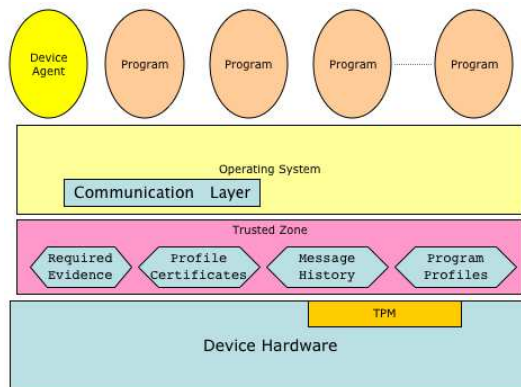 Device
Agent
Program
Program
Program
Program
Operating System
Communication Layer
Trusted Zone
Required
Evidence
Profile
Certificates
Message
History
Program
Profiles
TPM
Device Hardware